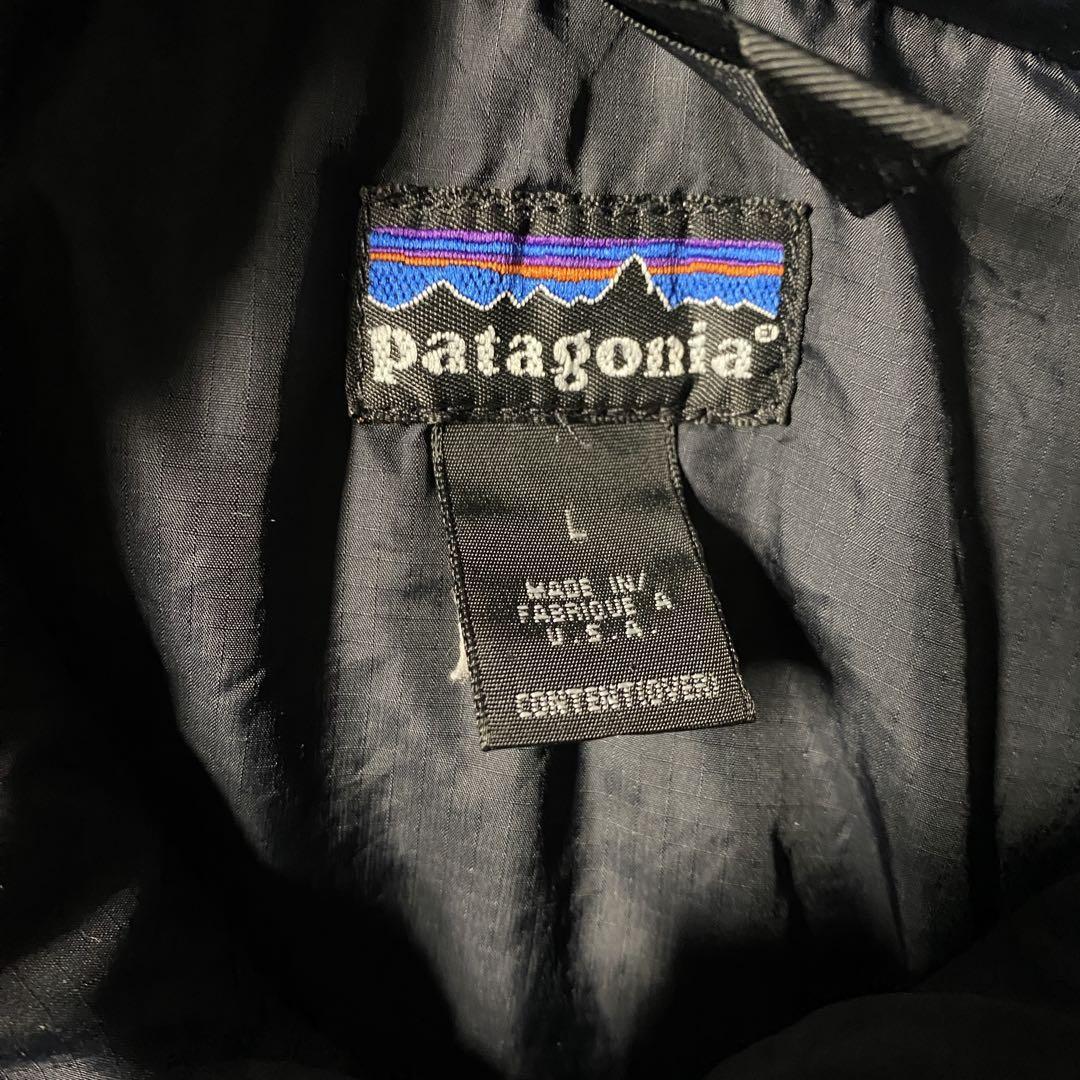 patagonia®
L
MADE IN/
FABRIQUE A
U.S.A.
CONTENT(OVER)